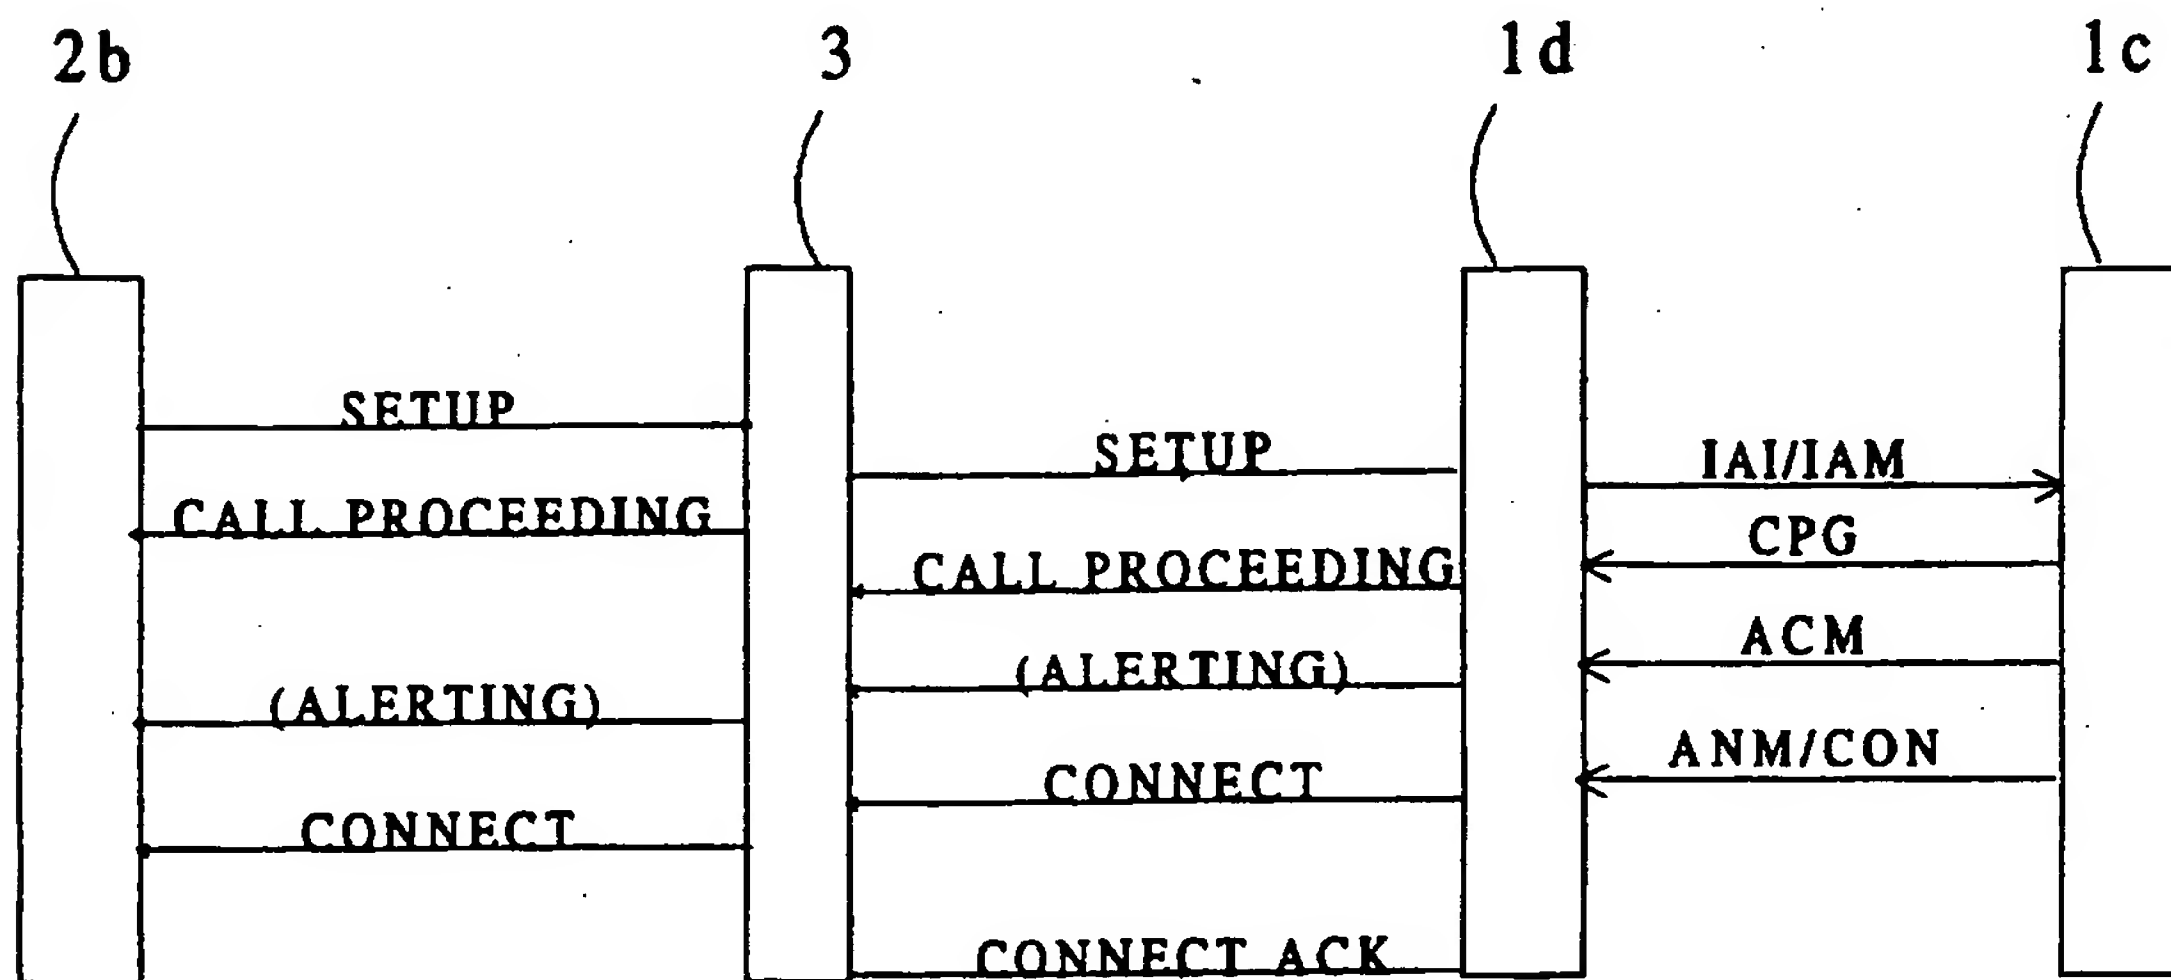 2b
3
1d
1c
SETUP
SETUP
IAI/IAM
CALL PROCEEDING
CPG
CALL PROCEEDING
ACM
(ALERTING)
(ALERTING)
ANM/CON
CONNECT
CONNECT
CONNECT ACK